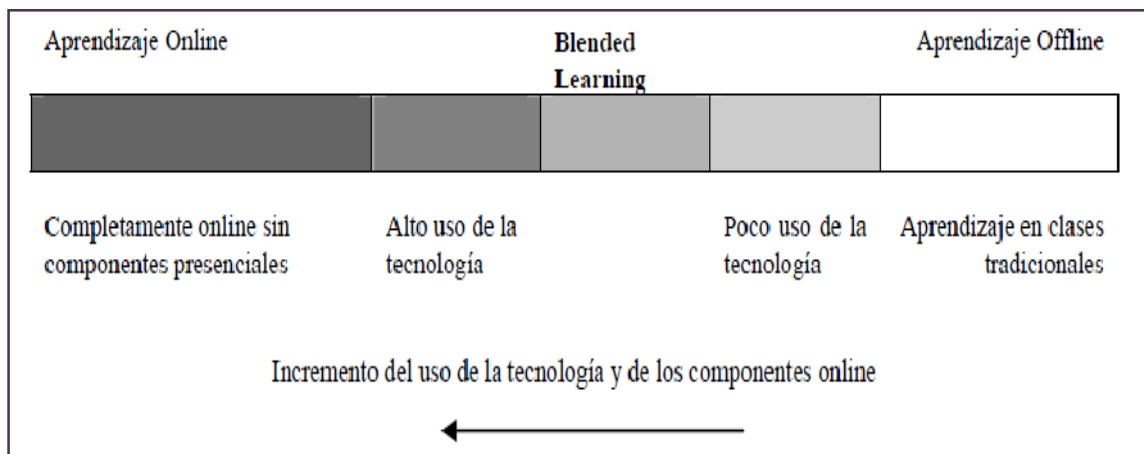 Aprendizaje Online
Blended
Learning
Aprendizaje Offline
Completamente online sin
componentes presenciales
Alto uso de la
tecnología
Poco uso de la
tecnología
Aprendizaje en clases
tradicionales
Incremento del uso de la tecnología y de los componentes online